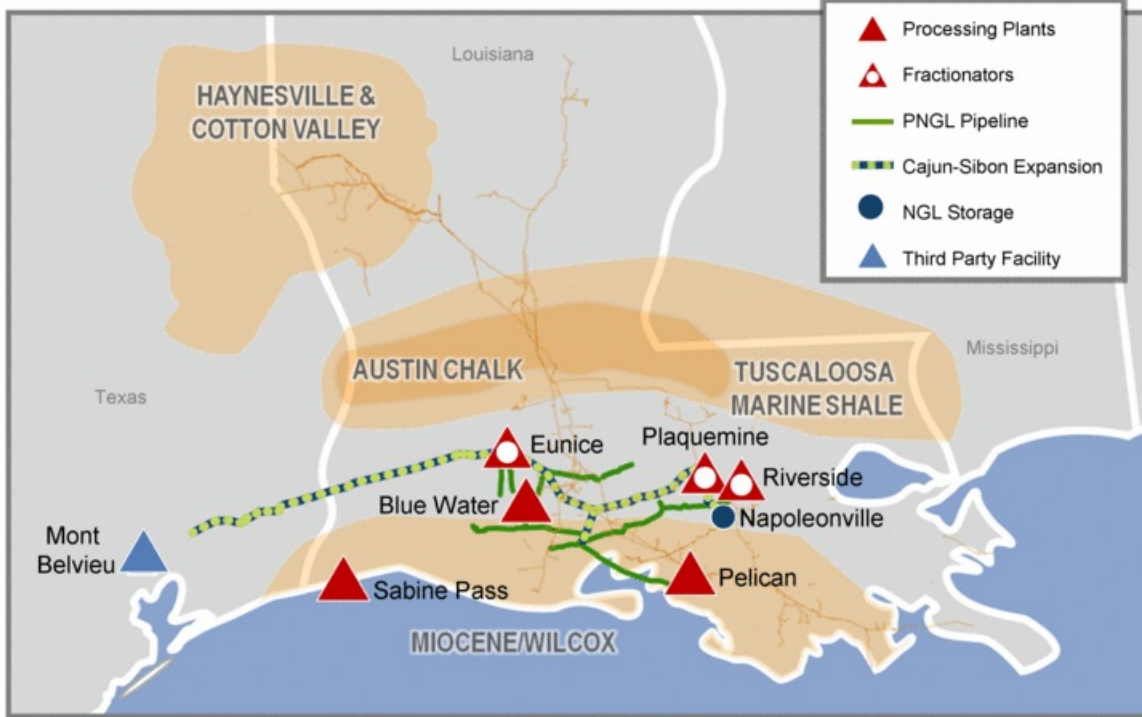 Louisiana
HAYNESVILLE &
COTTON VALLEY
Processing Plants
Fractionators
PNGL Pipeline
Cajun-Sibon Expansion
NGL Storage
Third Party Facility
Mississippi
Texas
AUSTIN CHALK
TUSCALOOSA
MARINE SHALE
Eunice
Plaquemine
Riverside
Blue Water
Napoleonville
Mont
Belvieu
Sabine Pass
Pelican
MIOCENE/WILCOX